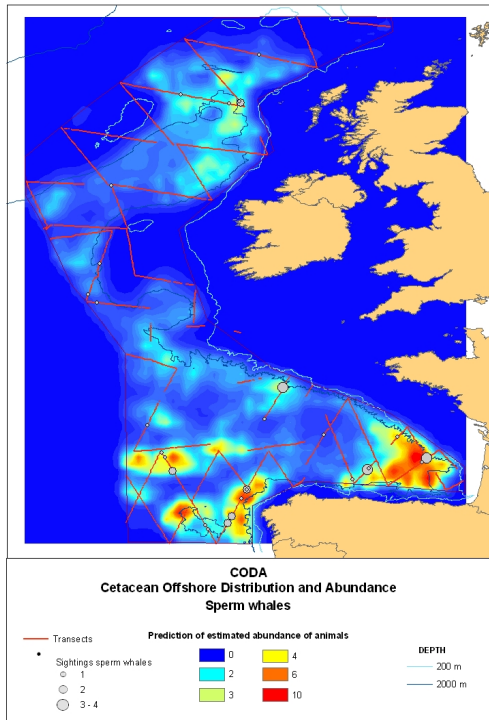 CODA
Cetacean Offshore Distribution and Abundance
Sperm whales
Transects
Sightings sperm whales
1
2
3 - 4
Prediction of estimated abundance of animals
0
2
3
4
6
10
DEPTH
200 m
2000 m